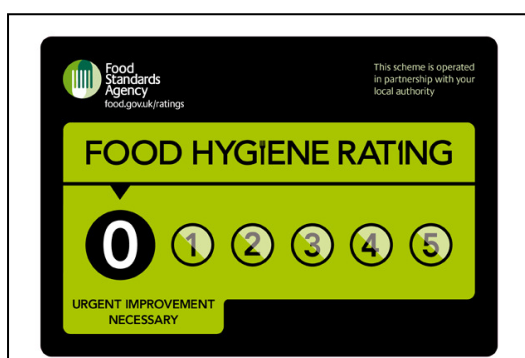 Food
Standards
Agency
food.gov.uk/ratings
This scheme is operated
in partnership with your
local authority
FOOD HYGIENE RATING
0 1 2 3 4 5
URGENT IMPROVEMENT
NECESSARY